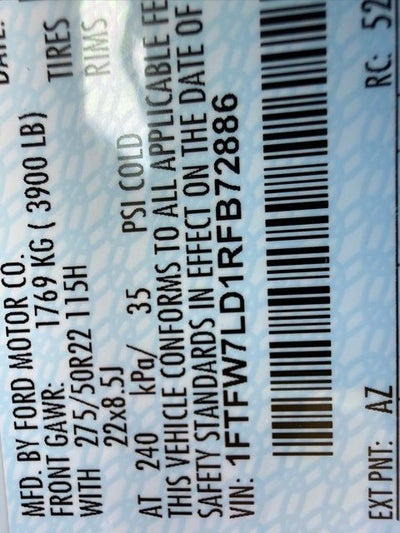 DATE:
MFD. BY FORD MOTOR CO.
FRONT GAWR: 1769 KG ( 3900 LB)
WITH 275/50R22 115H TIRES
22x8.5J RIMS
AT 240 kPa/ 35 PSI COLD
THIS VEHICLE CONFORMS TO ALL APPLICABLE FE
SAFETY STANDARDS IN EFFECT ON THE DATE OF
VIN: 1FTFW7LD1RFB72886
EXT PNT: AZ RC: 52